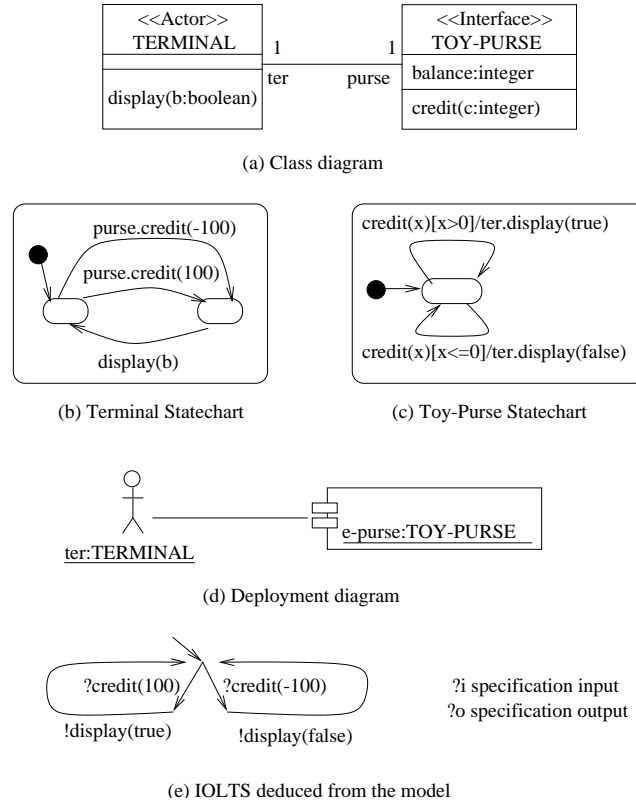 <<Actor>>
TERMINAL
display(b:boolean)
1
1
ter
purse
<<Interface>>
TOY-PURSE
balance:integer
credit(c:integer)
(a) Class diagram
purse.credit(-100)
purse.credit(100)
display(b)
(b) Terminal Statechart
credit(x)[x>0]/ter.display(true)
credit(x)[x<=0]/ter.display(false)
(c) Toy-Purse Statechart
ter:TERMINAL
e-purse:TOY-PURSE
(d) Deployment diagram
?credit(100)
?credit(-100)
!display(true)
!display(false)
?i specification input
?o specification output
(e) IOLTS deduced from the model